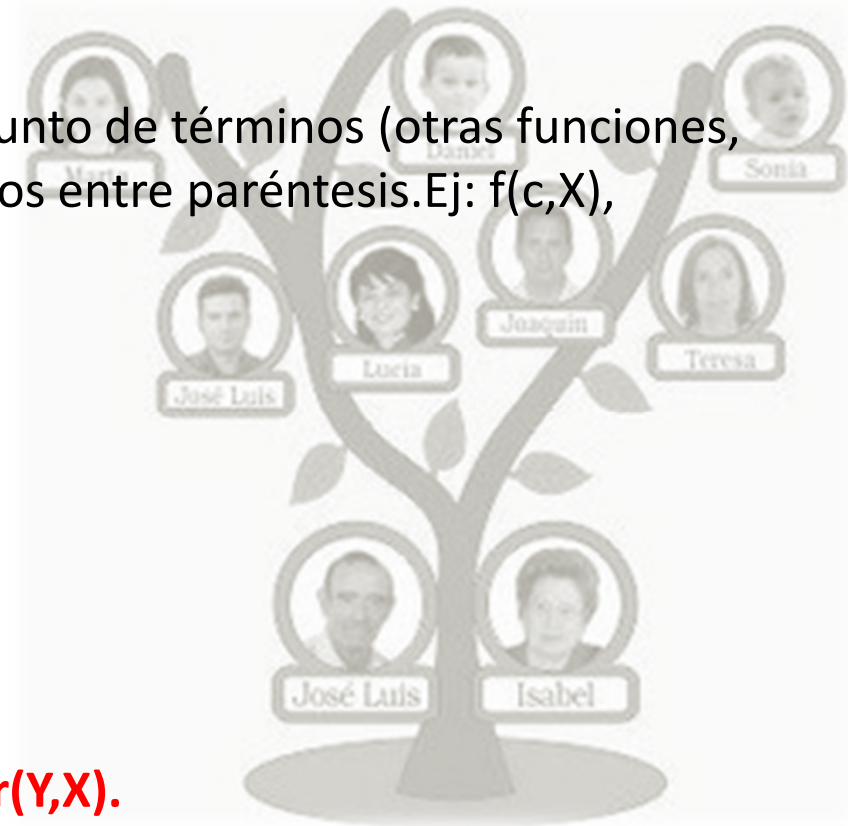 unto de términos (otras funciones,
os entre paréntesis.Ej: f(c,X),
Marta
Daniel
Sonia
José Luis
Lucía
Joaquín
Teresa
José Luis
Isabel
r(Y,X).